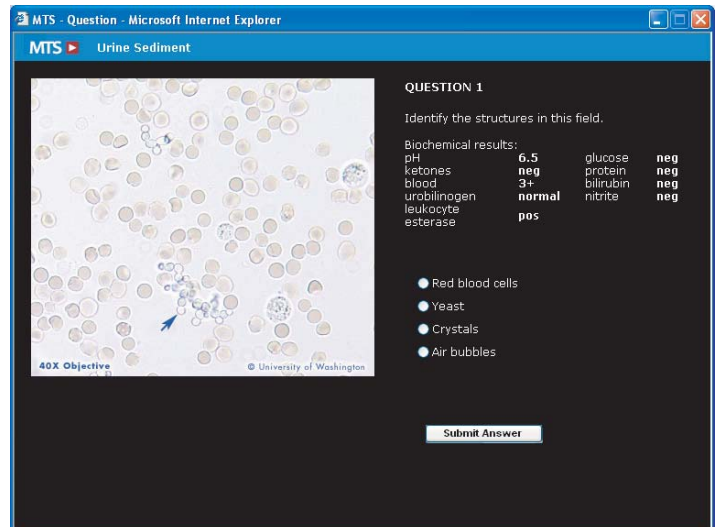 MTS - Question - Microsoft Internet Explorer
MTS Urine Sediment
QUESTION 1
Identify the structures in this field.
Biochemical results:
pH 6.5 glucose neg
ketones neg protein neg
blood 3+ bilirubin neg
urobilinogen normal nitrite neg
leukocyte
esterase pos
Red blood cells
Yeast
Crystals
Air bubbles
40X Objective © University of Washington
Submit Answer